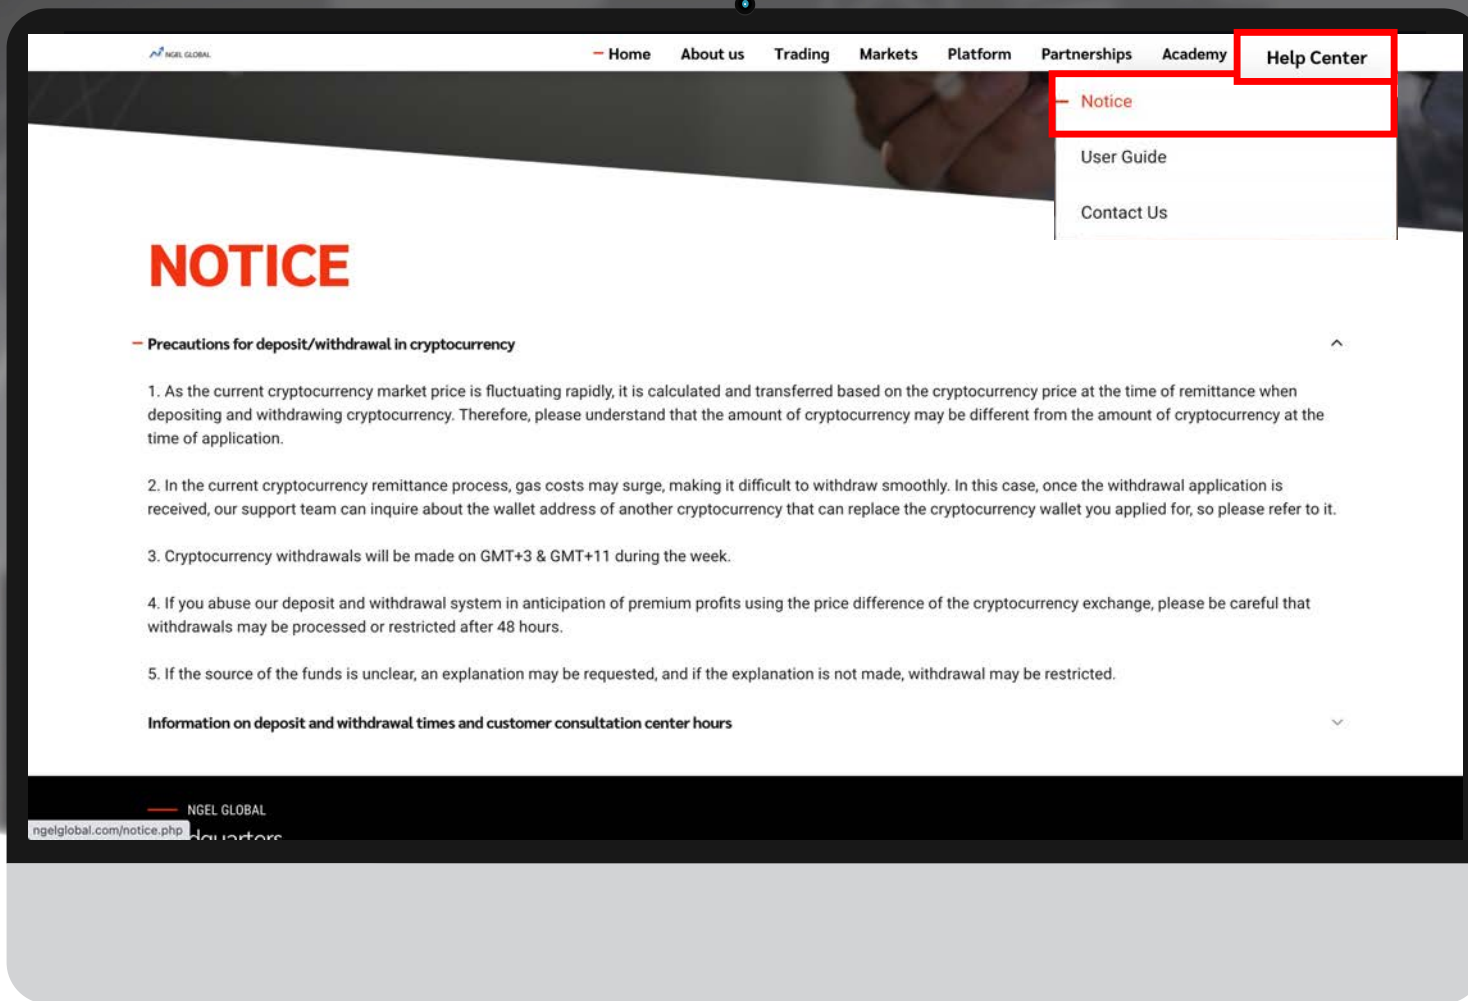 NGEL GLOBAL
Home About us Trading Markets Platform Partnerships Academy Help Center
Notice
User Guide
Contact Us
NOTICE
Precautions for deposit/withdrawal in cryptocurrency
1. As the current cryptocurrency market price is fluctuating rapidly, it is calculated and transferred based on the cryptocurrency price at the time of remittance when
depositing and withdrawing cryptocurrency. Therefore, please understand that the amount of cryptocurrency may be different from the amount of cryptocurrency at the
time of application.
2. In the current cryptocurrency remittance process, gas costs may surge, making it difficult to withdraw smoothly. In this case, once the withdrawal application is
received, our support team can inquire about the wallet address of another cryptocurrency that can replace the cryptocurrency wallet you applied for, so please refer to it.
3. Cryptocurrency withdrawals will be made on GMT+3 & GMT+11 during the week.
4. If you abuse our deposit and withdrawal system in anticipation of premium profits using the price difference of the cryptocurrency exchange, please be careful that
withdrawals may be processed or restricted after 48 hours.
5. If the source of the funds is unclear, an explanation may be requested, and if the explanation is not made, withdrawal may be restricted.
Information on deposit and withdrawal times and customer consultation center hours
NGEL GLOBAL
ngelglobal.com/notice.php